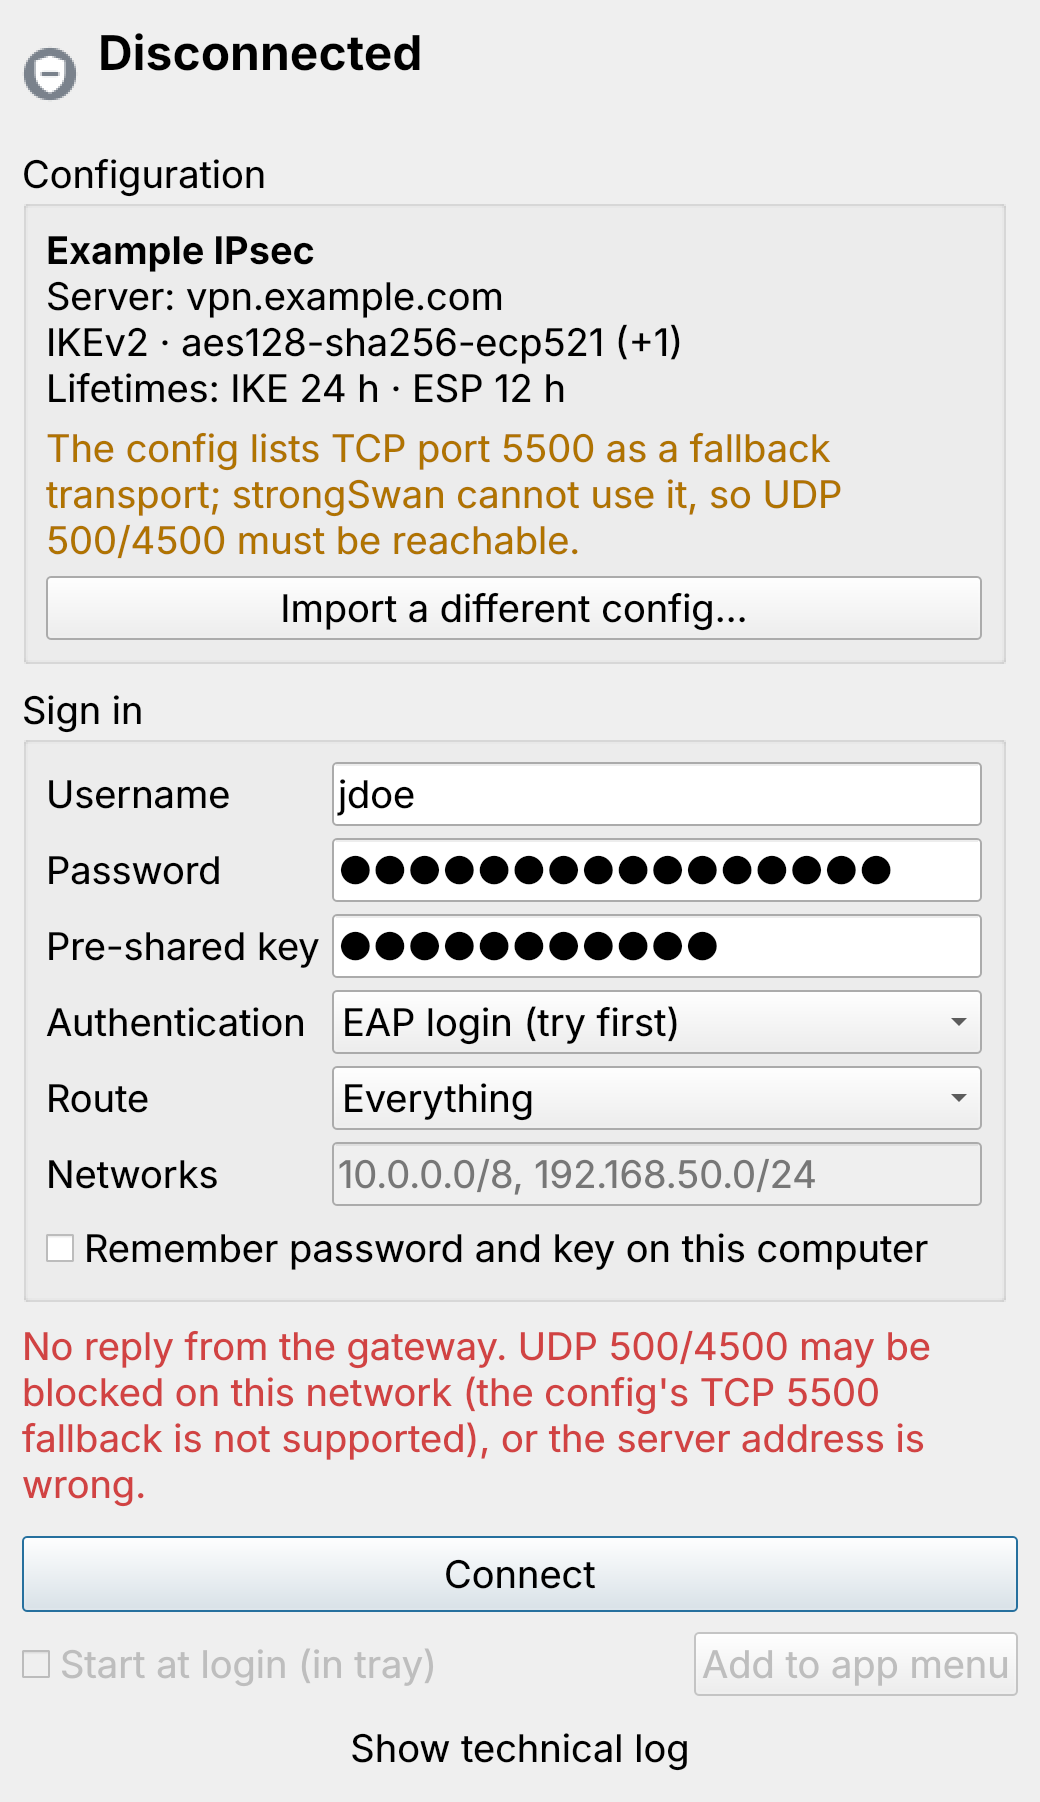 Disconnected
Configuration
Example IPsec
Server: vpn.example.com
IKEv2 · aes128-sha256-ecp521 (+1)
Lifetimes: IKE 24 h · ESP 12 h
The config lists TCP port 5500 as a fallback
transport; strongSwan cannot use it, so UDP
500/4500 must be reachable.
Import a different config...
Sign in
Username jdoe
Password ●●●●●●●●●●●●●●●●
Pre-shared key ●●●●●●●●●●●
Authentication EAP login (try first)
Route Everything
Networks 10.0.0.0/8, 192.168.50.0/24
Remember password and key on this computer
No reply from the gateway. UDP 500/4500 may be
blocked on this network (the config's TCP 5500
fallback is not supported), or the server address is
wrong.
Connect
Start at login (in tray) Add to app menu
Show technical log